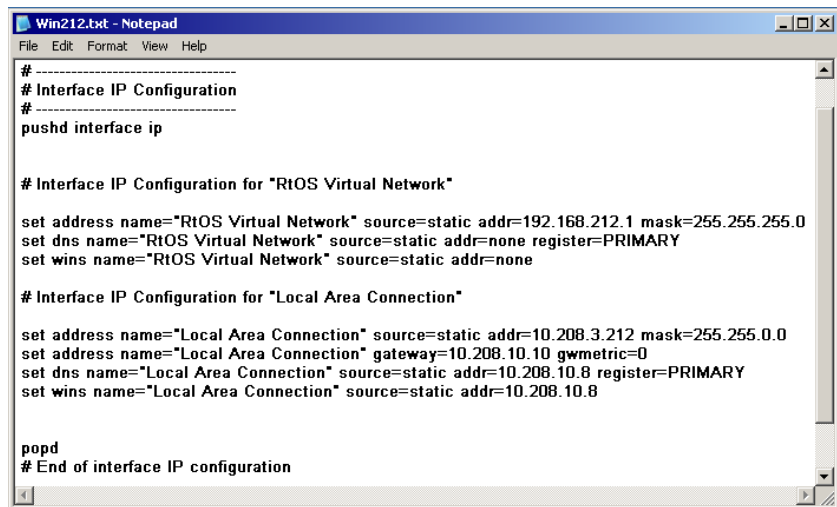 Win212.txt - Notepad
File Edit Format View Help
# ----------------------------------
# Interface IP Configuration
# ----------------------------------
pushd interface ip
# Interface IP Configuration for "RtOS Virtual Network"
set address name="RtOS Virtual Network" source=static addr=192.168.212.1 mask=255.255.255.0
set dns name="RtOS Virtual Network" source=static addr=none register=PRIMARY
set wins name="RtOS Virtual Network" source=static addr=none
# Interface IP Configuration for "Local Area Connection"
set address name="Local Area Connection" source=static addr=10.208.3.212 mask=255.255.0.0
set address name="Local Area Connection" gateway=10.208.10.10 gwmetric=0
set dns name="Local Area Connection" source=static addr=10.208.10.8 register=PRIMARY
set wins name="Local Area Connection" source=static addr=10.208.10.8
popd
# End of interface IP configuration